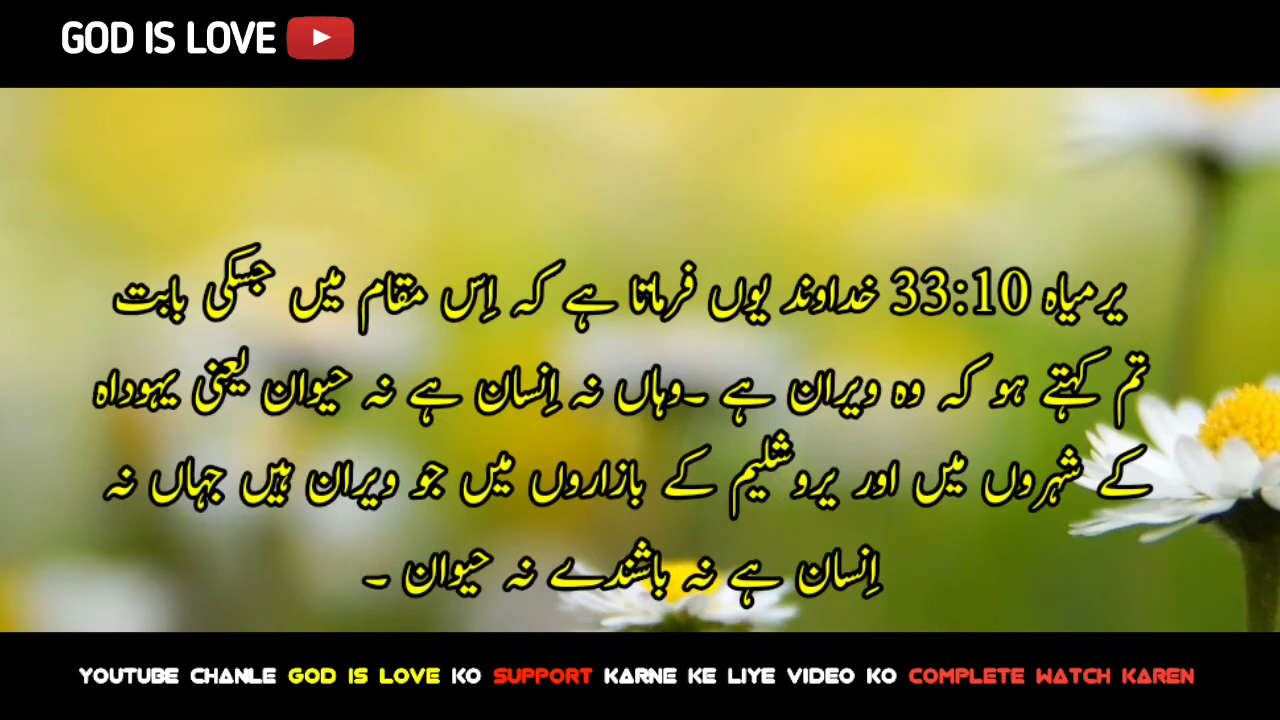 GOD IS LOVE
یرمیاہ 33:10 خداوند یوں فرماتا ہے کہ اِس مقام میں جسکی بابت
تم کہتے ہو کہ وہ ویران ہے ۔وہاں نہ اِنسان ہے نہ حیوان یعنی یہوداہ
کے شہروں میں اور یروشلیم کے بازاروں میں جو ویران ہیں جہاں نہ
اِنسان ہے نہ باشندے نہ حیوان ۔
YOUTUBE CHANLE GOD IS LOVE KO SUPPORT KARNE KE LIYE VIDEO KO COMPLETE WATCH KAREN